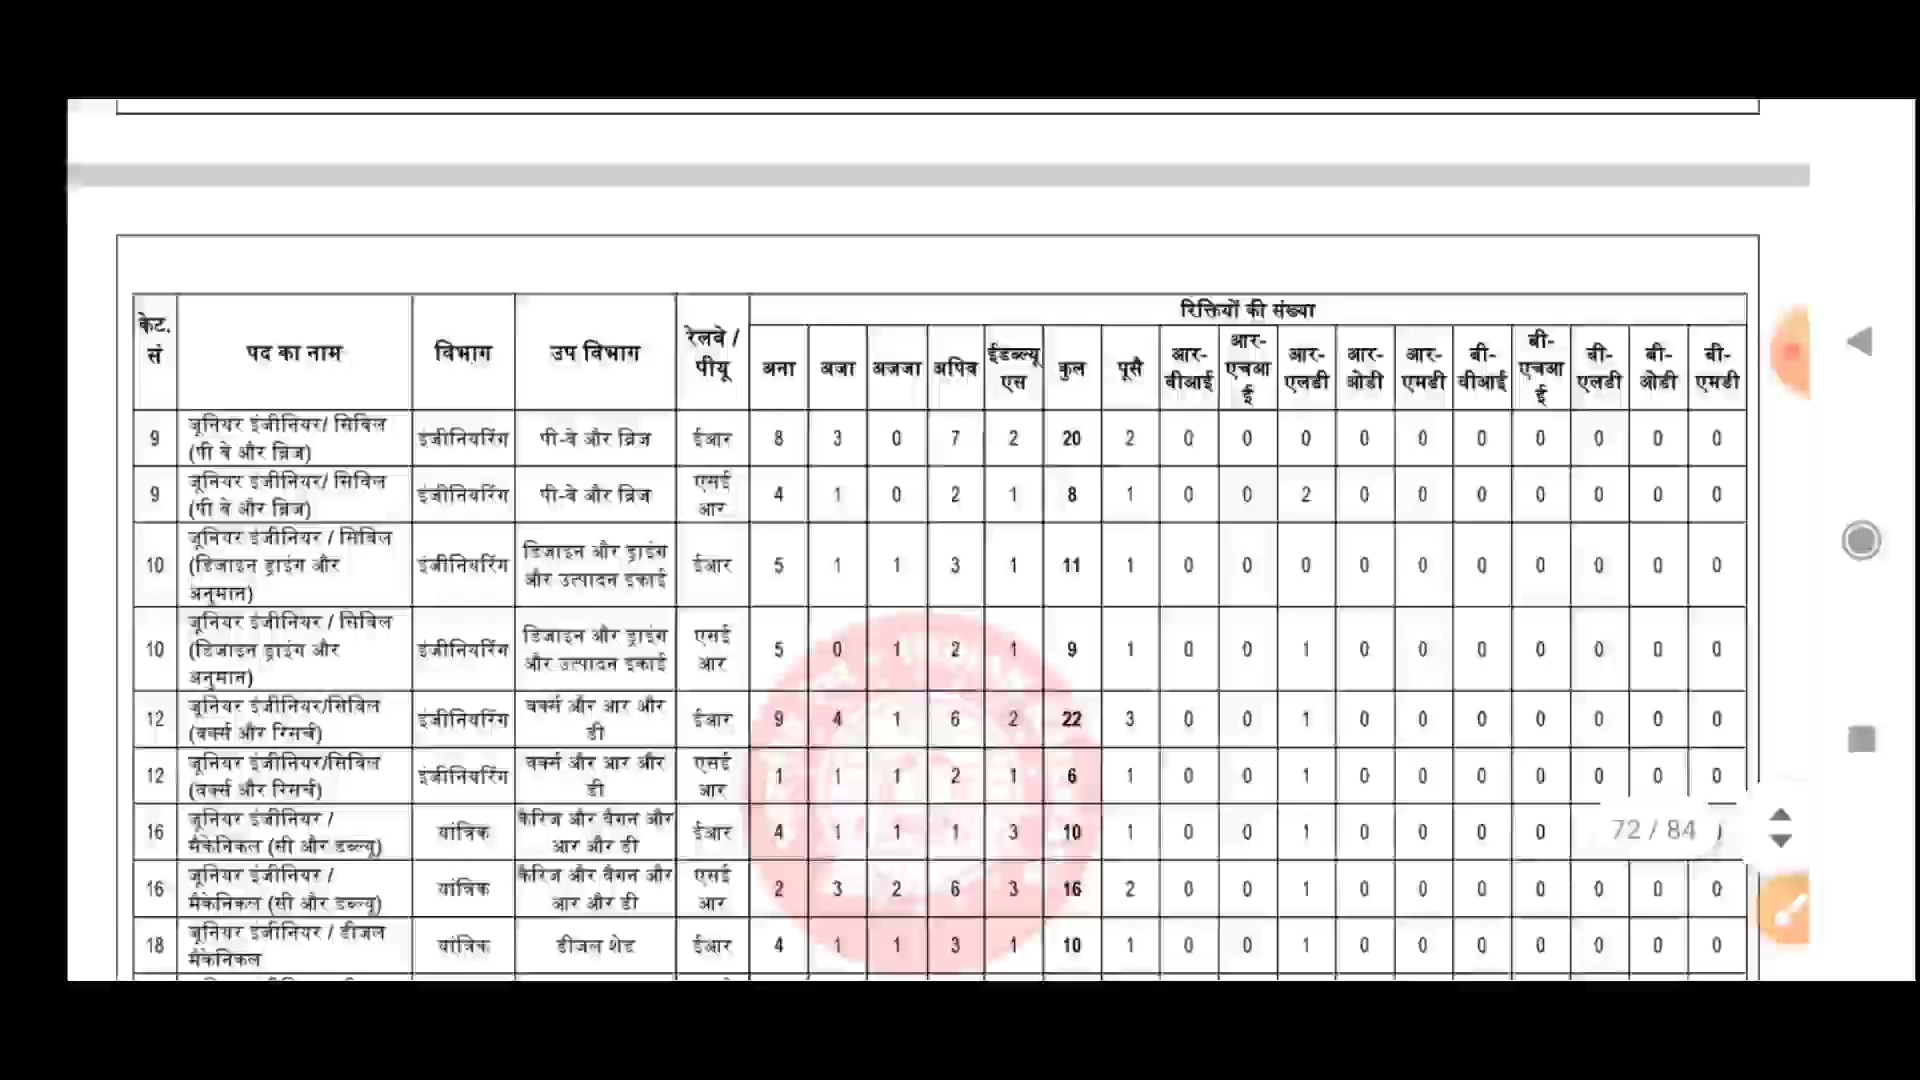 रिक्तियों की संख्या
केट. सं पद का नाम विभाग उप विभाग रेलवे / पीयू अना अजा अजजा अपिव ईडब्ल्यू एस कुल पूसै आर-वीआई आर-एचआई आर-एलडी आर-ओडी आर-एमडी बी-वीआई बी-एचआई बी-एलडी बी-ओडी बी-एमडी
9 जूनियर इंजीनियर/ सिविल (पी वे और ब्रिज) इंजीनियरिंग पी-वे और ब्रिज ईआर 8 3 0 7 2 20 2 0 0 0 0 0 0 0 0 0 0
9 जूनियर इंजीनियर/ सिविल (पी वे और ब्रिज) इंजीनियरिंग पी-वे और ब्रिज एसईआर 4 1 0 2 1 8 1 0 0 2 0 0 0 0 0 0 0
10 जूनियर इंजीनियर / सिविल (डिजाइन ड्राइंग और अनुमान) इंजीनियरिंग डिजाइन और ड्राइंग और उत्पादन इकाई ईआर 5 1 1 3 1 11 1 0 0 0 0 0 0 0 0 0 0
10 जूनियर इंजीनियर / सिविल (डिजाइन ड्राइंग और अनुमान) इंजीनियरिंग डिजाइन और ड्राइंग और उत्पादन इकाई एसईआर 5 0 1 2 1 9 1 0 0 1 0 0 0 0 0 0 0
12 जूनियर इंजीनियर/सिविल (वर्क्स और रिसर्च) इंजीनियरिंग वर्क्स और आर और डी ईआर 9 4 1 6 2 22 3 0 0 1 0 0 0 0 0 0 0
12 जूनियर इंजीनियर/सिविल (वर्क्स और रिसर्च) इंजीनियरिंग वर्क्स और आर और डी एसईआर 1 1 1 2 1 6 1 0 0 1 0 0 0 0 0 0 0
16 जूनियर इंजीनियर / मैकेनिकल (सी और डब्ल्यू) यांत्रिक कैरिज और वैगन और आर और डी ईआर 4 1 1 1 3 10 1 0 0 1 0 0 0 0
72 / 84
16 जूनियर इंजीनियर / मैकेनिकल (सी और डब्ल्यू) यांत्रिक कैरिज और वैगन और आर और डी एसईआर 2 3 2 6 3 16 2 0 0 1 0 0 0 0 0 0 0
18 जूनियर इंजीनियर / डीजल मैकेनिकल यांत्रिक डीजल शेड ईआर 4 1 1 3 1 10 1 0 0 1 0 0 0 0 0 0 0